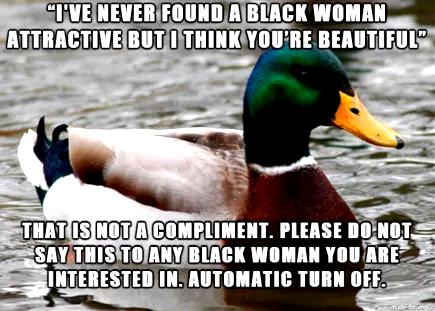 “I'VE NEVER FOUND A BLACK WOMAN
ATTRACTIVE BUT I THINK YOU’RE BEAUTIFUL”
THAT IS NOT A COMPLIMENT. PLEASE DO NOT
SAY THIS TO ANY BLACK WOMAN YOU ARE
INTERESTED IN. AUTOMATIC TURN OFF.